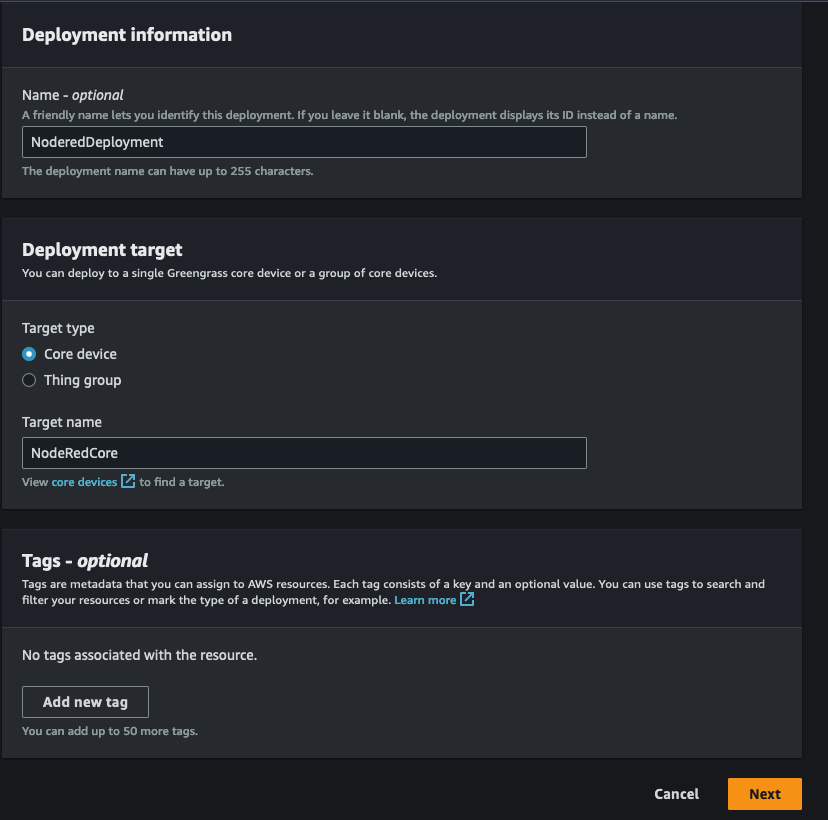 Deployment information
Name - optional
A friendly name lets you identify this deployment. If you leave it blank, the deployment displays its ID instead of a name.
NoderedDeployment
The deployment name can have up to 255 characters.
Deployment target
You can deploy to a single Greengrass core device or a group of core devices.
Target type
Core device
Thing group
Target name
NodeRedCore
View core devices to find a target.
Tags - optional
Tags are metadata that you can assign to AWS resources. Each tag consists of a key and an optional value. You can use tags to search and
filter your resources or mark the type of a deployment, for example. Learn more
No tags associated with the resource.
Add new tag
You can add up to 50 more tags.
Cancel Next